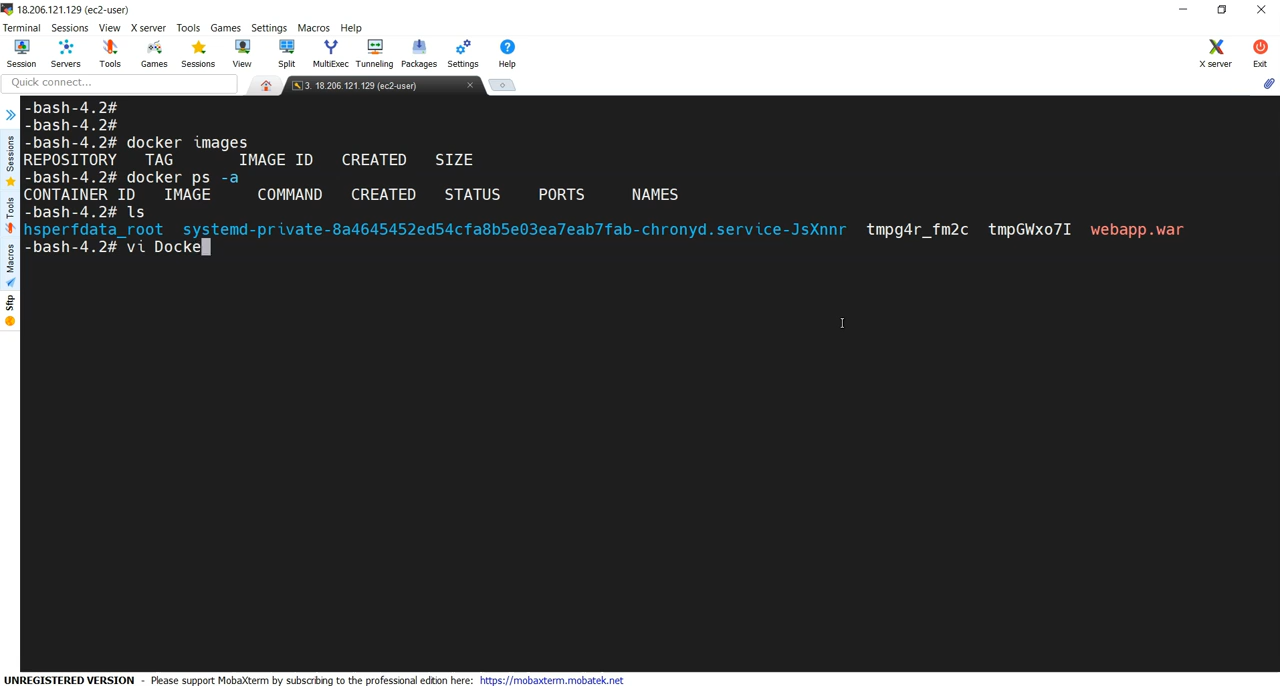 18.206.121.129 (ec2-user)
Terminal Sessions View X server Tools Games Settings Macros Help
Session Servers Tools Games Sessions View Split MultiExec Tunneling Packages Settings Help X server Exit
Quick connect... 3. 18.206.121.129 (ec2-user)
-bash-4.2#
-bash-4.2#
-bash-4.2# docker images
REPOSITORY TAG IMAGE ID CREATED SIZE
-bash-4.2# docker ps -a
CONTAINER ID IMAGE COMMAND CREATED STATUS PORTS NAMES
-bash-4.2# ls
hsperfdata_root systemd-private-8a4645452ed54cfa8b5e03ea7eab7fab-chronyd.service-JsXnnr tmpg4r_fm2c tmpGWxo7I webapp.war
-bash-4.2# vi Docke
Sessions
Tools
Macros
Sftp
UNREGISTERED VERSION - Please support MobaXterm by subscribing to the professional edition here: https://mobaxterm.mobatek.net